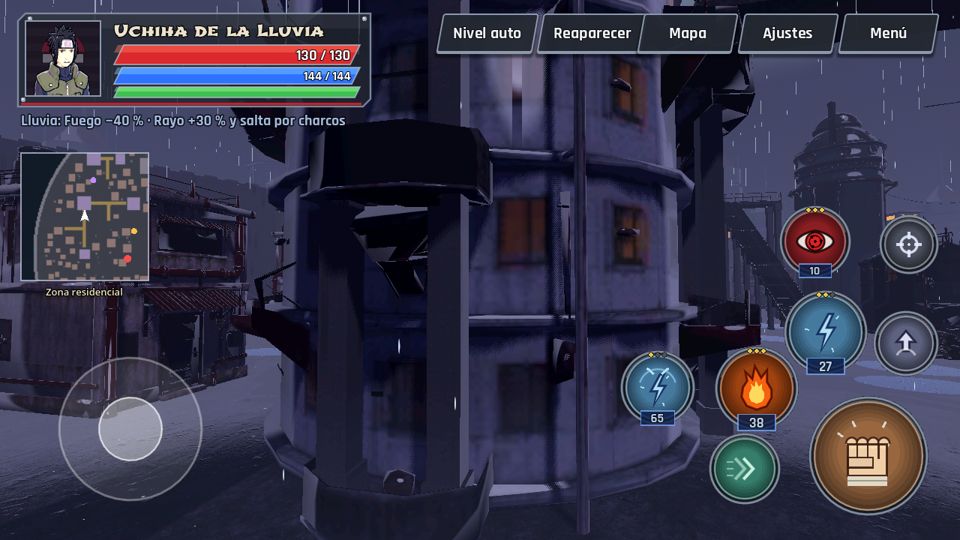 Uchiha de la Lluvia
130 / 130
144 / 144
Lluvia: Fuego −40 % · Rayo +30 % y salta por charcos
Nivel auto
Reaparecer
Mapa
Ajustes
Menú
Zona residencial
10
27
65
38